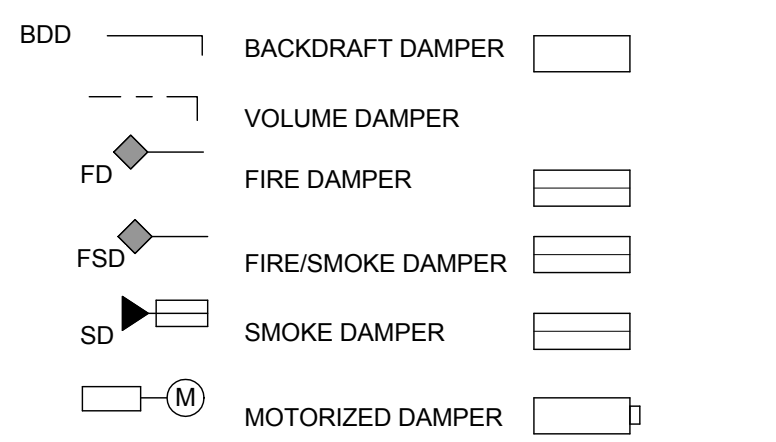 BDD BACKDRAFT DAMPER
VOLUME DAMPER
FD FIRE DAMPER
FSD FIRE/SMOKE DAMPER
SD SMOKE DAMPER
M MOTORIZED DAMPER